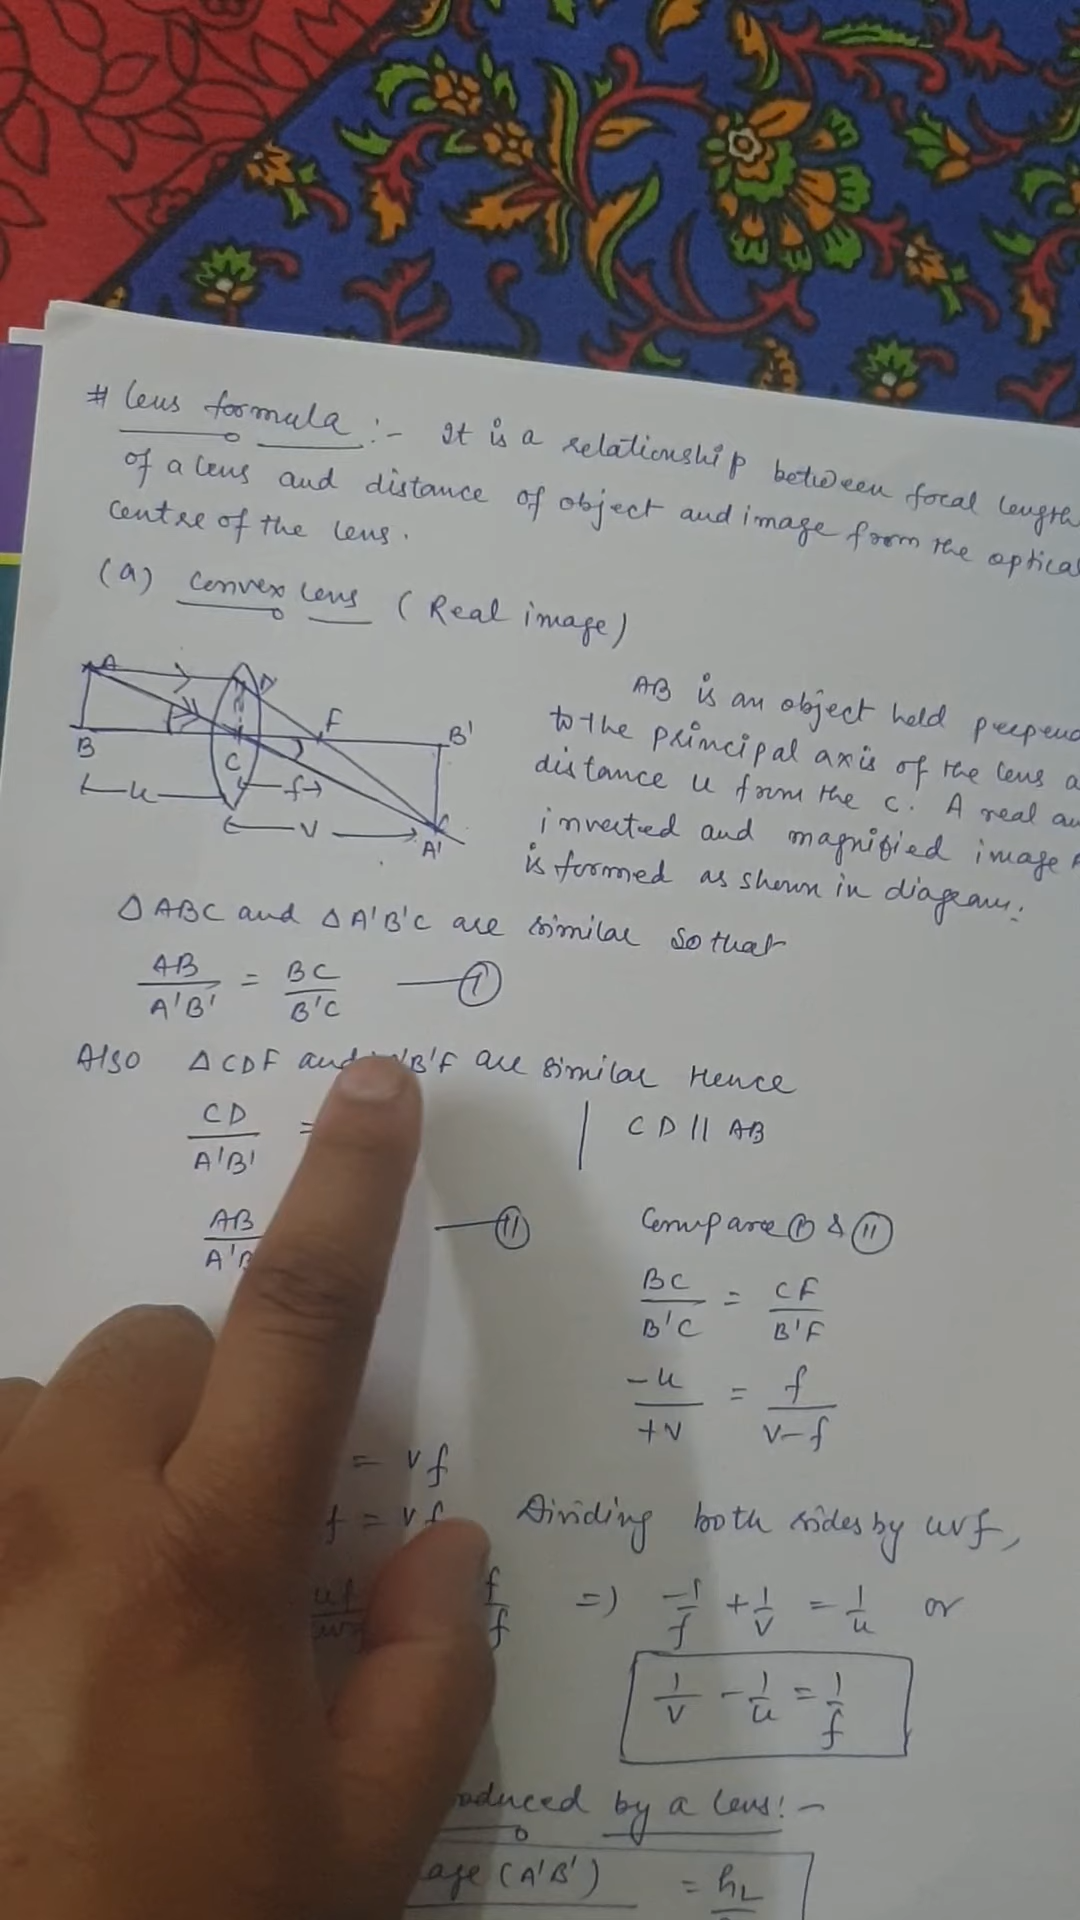 # Lens formula :- It is a relationship between focal length
of a lens and distance of object and image from the optical
centre of the lens.
(a) Convex lens (Real image)
A
D
F
B'
B
C
u
f
V
A'
AB is an object held perpend
to the principal axis of the lens a
distance u from the C. A real an
inverted and magnified image
is formed as shown in diagram:
Δ ABC and Δ A'B'C are similar so that
AB/A'B' = BC/B'C — (I)
Also Δ CDF and B'F are similar Hence
CD/A'B' = | CD || AB
AB/A'B — (II) Compare (I) & (II)
BC/B'C = CF/B'F
-u/+v = f/v-f
= vf
f = vf Dividing both sides by uvf,
=) -1/f + 1/v = 1/u or
1/v - 1/u = 1/f
oduced by a lens:-
age (A'B') = h2